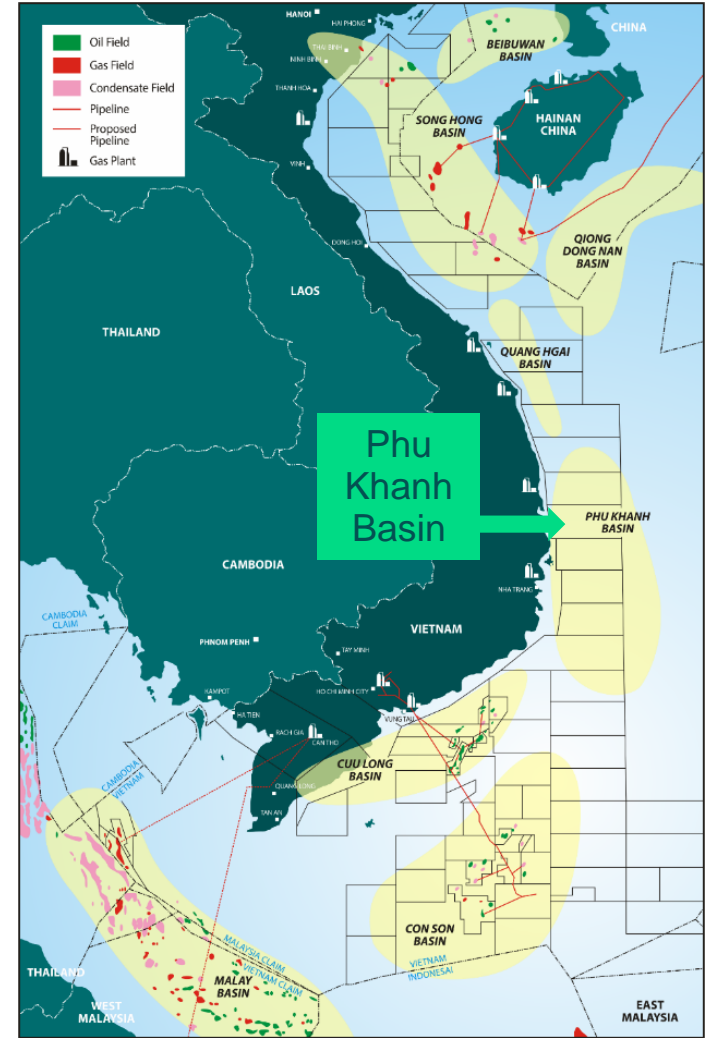 Oil Field
Gas Field
Condensate Field
Pipeline
Proposed
Pipeline
Gas Plant
HANOI
HAI PHONG
THAI BINH
NINH BINH
THANH HOA
VINH
DONG HOI
CHINA
BEIBUWAN
BASIN
SONG HONG
BASIN
HAINAN
CHINA
QIONG
DONG NAN
BASIN
LAOS
THAILAND
QUANG HGAI
BASIN
Phu
Khanh
Basin
PHU KHANH
BASIN
CAMBODIA
NHA TRANG
CAMBODIA
CLAIM
VIETNAM
PHNOM PENH
TAY MINH
KAMPOT
HO CHI MINH CITY
HA TIEN
VUNG TAU
RACH GIA
CAN THO
CUU LONG
BASIN
CAMBODIA
VIETNAM
QUANG LONG
TAN AN
CON SON
BASIN
MALAYSIA CLAIM
VIETNAM CLAIM
VIETNAM
INDONESAI
THAILAND
MALAY
BASIN
WEST
MALAYSIA
EAST
MALAYSIA